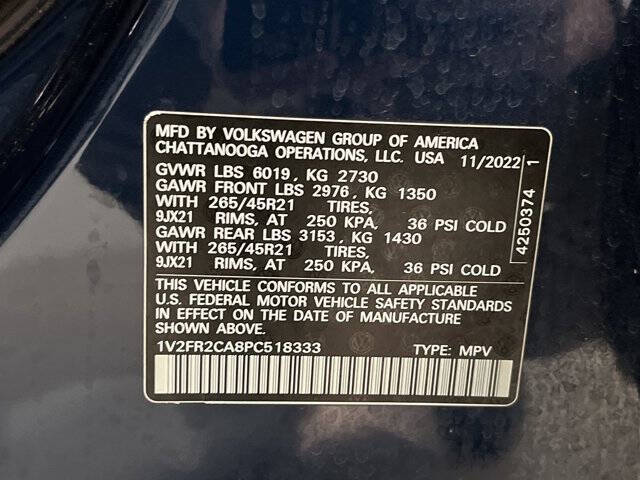 MFD BY VOLKSWAGEN GROUP OF AMERICA
CHATTANOOGA OPERATIONS, LLC. USA 11/2022
GVWR LBS 6019, KG 2730
GAWR FRONT LBS 2976, KG 1350
WITH 265/45R21 TIRES,
9JX21 RIMS, AT 250 KPA, 36 PSI COLD
GAWR REAR LBS 3153, KG 1430
WITH 265/45R21 TIRES,
9JX21 RIMS, AT 250 KPA, 36 PSI COLD
THIS VEHICLE CONFORMS TO ALL APPLICABLE
U.S. FEDERAL MOTOR VEHICLE SAFETY STANDARDS
IN EFFECT ON THE DATE OF MANUFACTURE
SHOWN ABOVE.
1V2FR2CA8PC518333 TYPE: MPV
4250374 1